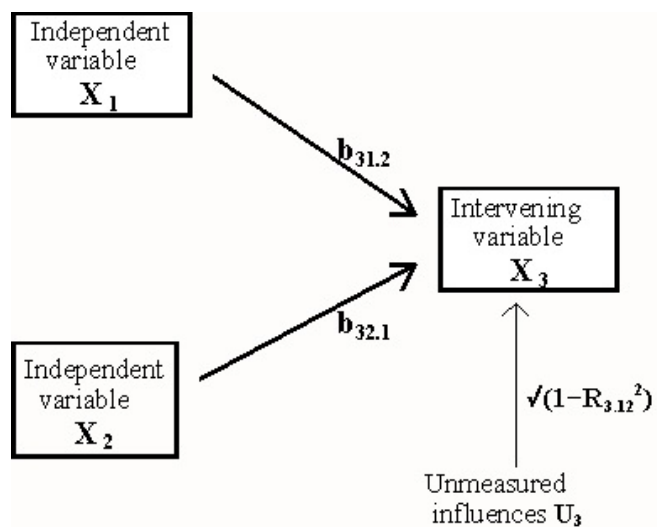 Independent
variable
X₁
b₃₁.₂
Intervening
variable
X₃
b₃₂.₁
Independent
variable
X₂
√(1−R₃.₁₂²)
Unmeasured
influences U₃